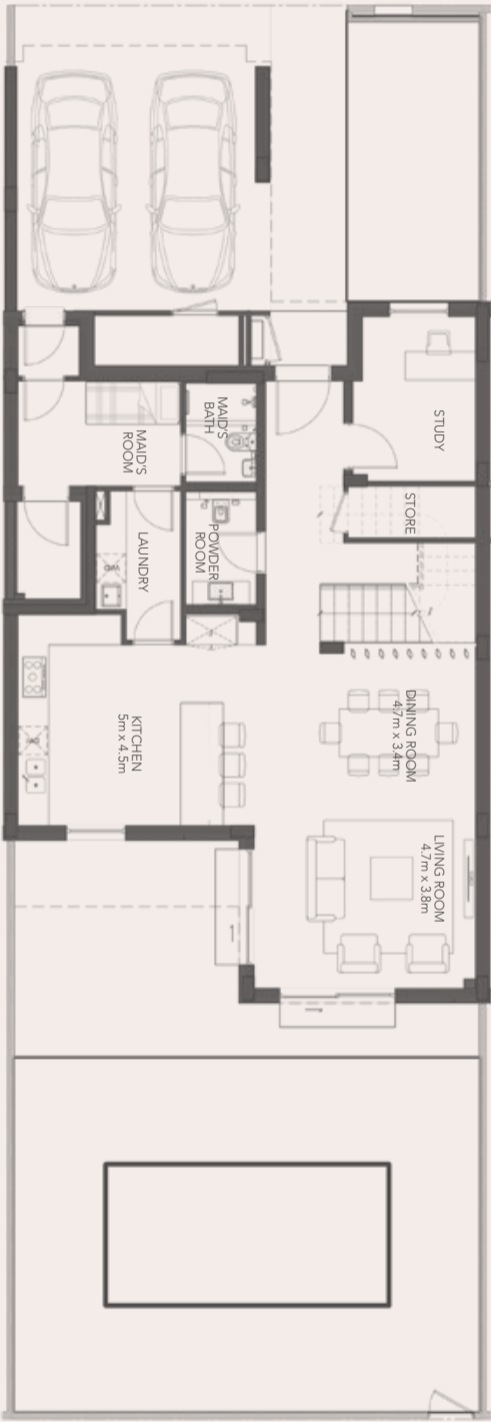 STUDY
MAID'S
BATH
MAID'S
ROOM
STORE
POWDER
ROOM
LAUNDRY
DINING ROOM
4.7m x 3.4m
KITCHEN
5m x 4.5m
LIVING ROOM
4.7m x 3.8m